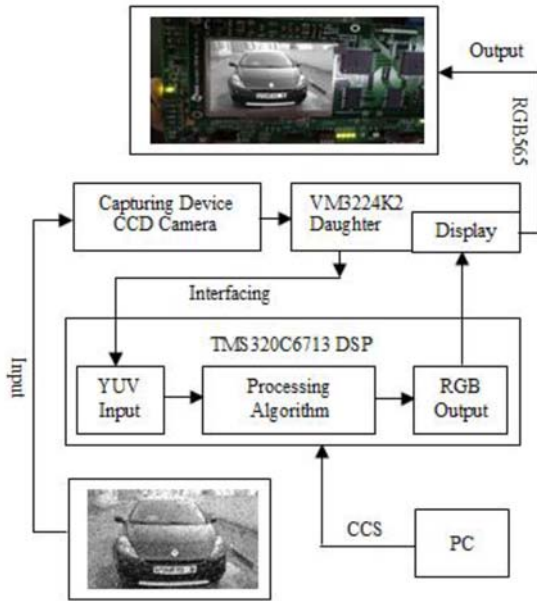 Output
RGB565
Capturing Device
CCD Camera
VM3224K2
Daughter
Display
Interfacing
Input
TMS320C6713 DSP
YUV
Input
Processing
Algorithm
RGB
Output
CCS
PC